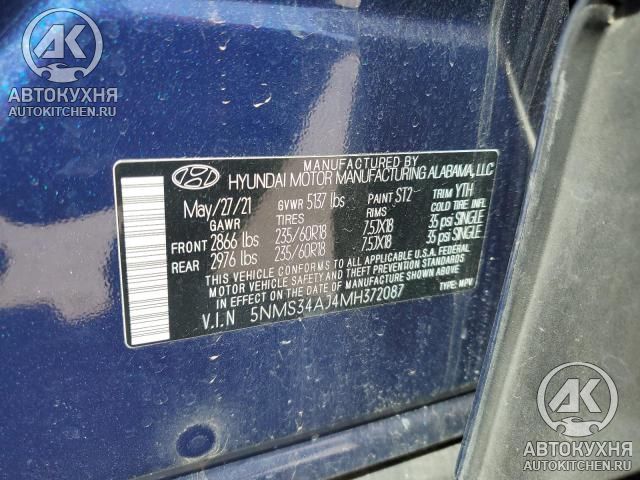 AK
АВТОКУХНЯ
AUTOKITCHEN.RU
MANUFACTURED BY
HYUNDAI MOTOR MANUFACTURING ALABAMA, LLC
May/27/21 GVWR 5137 lbs PAINT ST2 TRIM YTH
GAWR TIRES RIMS COLD TIRE INFL.
FRONT 2866 lbs 235/60R18 7.5JX18 35 psi SINGLE
REAR 2976 lbs 235/60R18 7.5JX18 35 psi SINGLE
THIS VEHICLE CONFORMS TO ALL APPLICABLE U.S.A. FEDERAL
MOTOR VEHICLE SAFETY AND THEFT PREVENTION STANDARDS
IN EFFECT ON THE DATE OF MANUFACTURE SHOWN ABOVE.
V.I.N 5NMS34AJ4MH372087 TYPE: MPV
AK
АВТОКУХНЯ
AUTOKITCHEN.RU